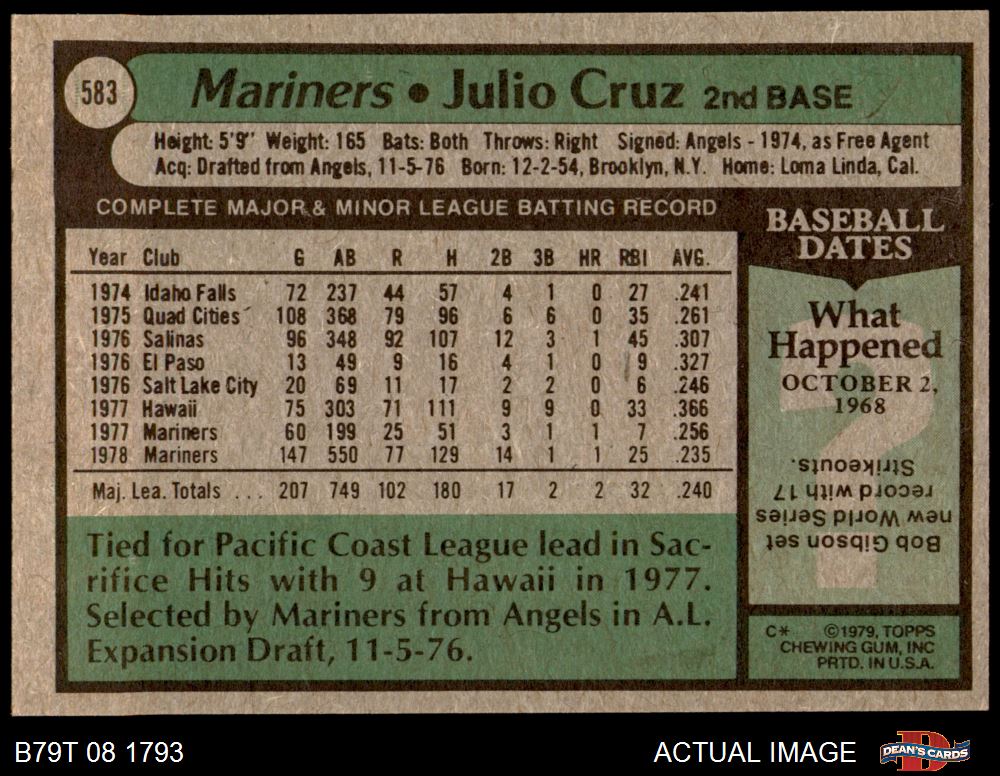 583
Mariners • Julio Cruz 2nd BASE
Height: 5'9" Weight: 165 Bats: Both Throws: Right Signed: Angels - 1974, as Free Agent
Acq: Drafted from Angels, 11-5-76 Born: 12-2-54, Brooklyn, N.Y. Home: Loma Linda, Cal.
COMPLETE MAJOR & MINOR LEAGUE BATTING RECORD
Year Club G AB R H 2B 3B HR RBI AVG.
1974 Idaho Falls 72 237 44 57 4 1 0 27 .241
1975 Quad Cities 108 368 79 96 6 6 0 35 .261
1976 Salinas 96 348 92 107 12 3 1 45 .307
1976 El Paso 13 49 9 16 4 1 0 9 .327
1976 Salt Lake City 20 69 11 17 2 2 0 6 .246
1977 Hawaii 75 303 71 111 9 9 0 33 .366
1977 Mariners 60 199 25 51 3 1 1 7 .256
1978 Mariners 147 550 77 129 14 1 1 25 .235
Maj. Lea. Totals ... 207 749 102 180 17 2 2 32 .240
Tied for Pacific Coast League lead in Sac-
rifice Hits with 9 at Hawaii in 1977.
Selected by Mariners from Angels in A.L.
Expansion Draft, 11-5-76.
BASEBALL
DATES
What
Happened
OCTOBER 2,
1968
Bob Gibson set
new World Series
record with 17
Strikeouts.
C* ©1979, TOPPS
CHEWING GUM, INC
PRTD. IN U.S.A.
B79T 08 1793
ACTUAL IMAGE
DEAN'S CARDS